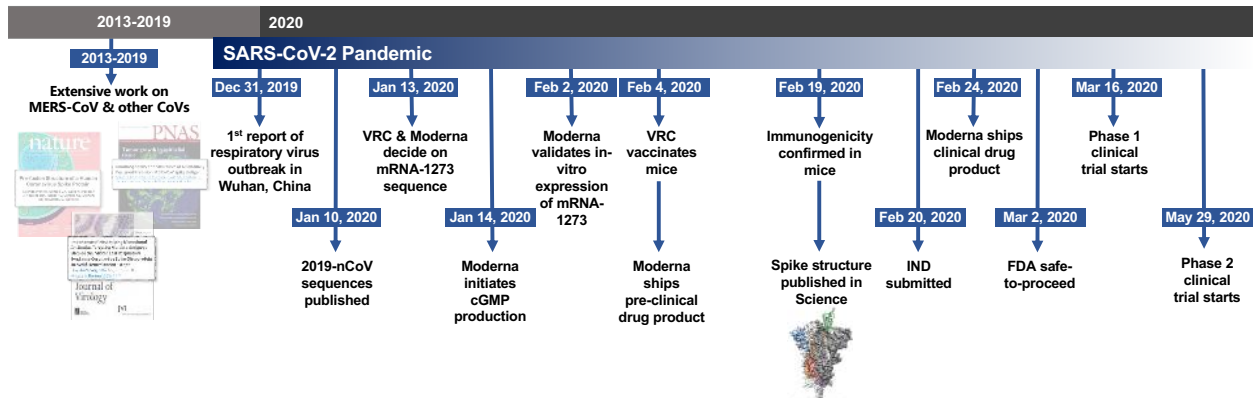 2013-2019
2020
SARS-CoV-2 Pandemic
2013-2019
Extensive work on
MERS-CoV & other CoVs
nature
PNAS
Journal of
Virology
Dec 31, 2019
1st report of
respiratory virus
outbreak in
Wuhan, China
Jan 10, 2020
2019-nCoV
sequences
published
Jan 13, 2020
VRC & Moderna
decide on
mRNA-1273
sequence
Jan 14, 2020
Moderna
initiates
cGMP
production
Feb 2, 2020
Moderna
validates in-
vitro
expression
of mRNA-
1273
Feb 4, 2020
VRC
vaccinates
mice
Moderna
ships
pre-clinical
drug product
Feb 19, 2020
Immunogenicity
confirmed in
mice
Spike structure
published in
Science
Feb 20, 2020
IND
submitted
Feb 24, 2020
Moderna ships
clinical drug
product
Mar 2, 2020
FDA safe-
to-proceed
Mar 16, 2020
Phase 1
clinical
trial starts
May 29, 2020
Phase 2
clinical
trial starts